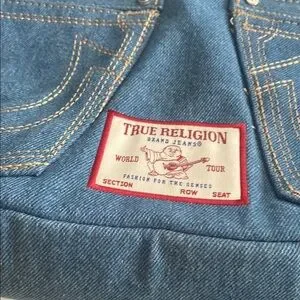 TRUE RELIGION
BRAND JEANS®
WORLD TOUR
FASHION FOR THE SENSES
SECTION ROW SEAT